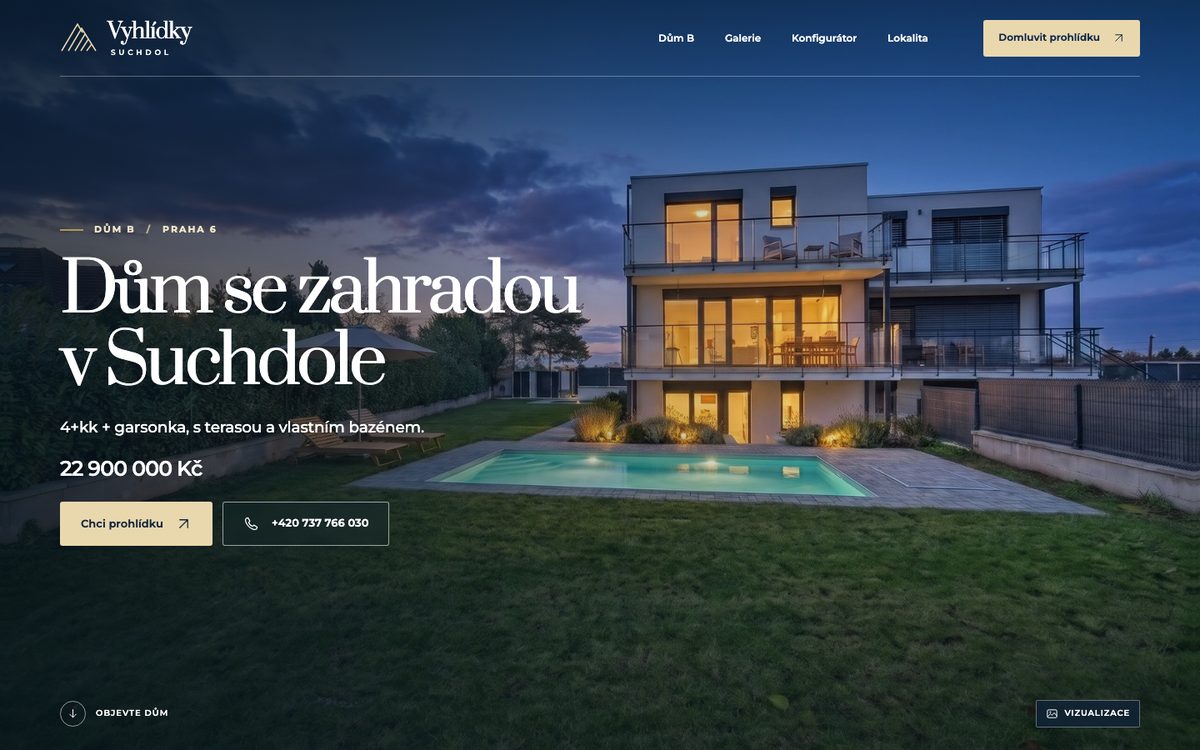 Vyhlídky
SUCHDOL
Dům B
Galerie
Konfigurátor
Lokalita
Domluvit prohlídku
DŮM B / PRAHA 6
Dům se zahradou
v Suchdole
4+kk + garsonka, s terasou a vlastním bazénem.
22 900 000 Kč
Chci prohlídku
+420 737 766 030
OBJEVTE DŮM
VIZUALIZACE